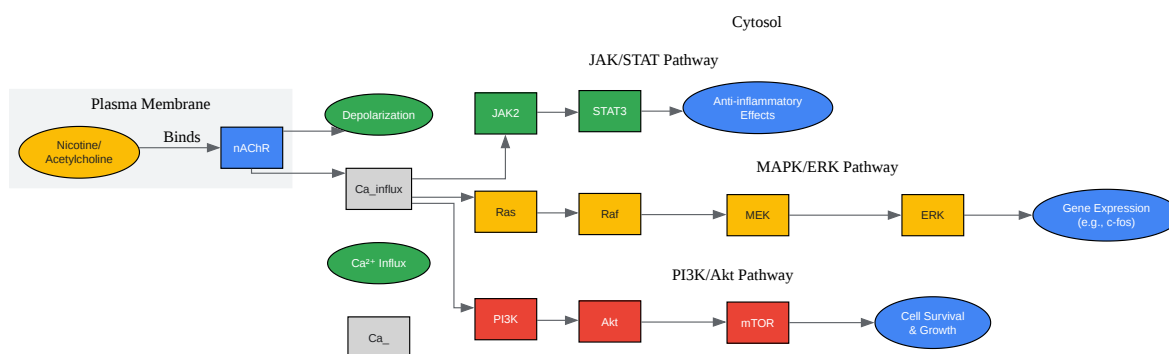 Cytosol
JAK/STAT Pathway
Plasma Membrane
Depolarization
JAK2
STAT3
Anti-inflammatory
Effects
Binds
Nicotine/
Acetylcholine
nAChR
MAPK/ERK Pathway
Ca_influx
Ras
Raf
MEK
ERK
Gene Expression
(e.g., c-fos)
Ca²⁺ Influx
PI3K/Akt Pathway
PI3K
Akt
mTOR
Cell Survival
& Growth
Ca_